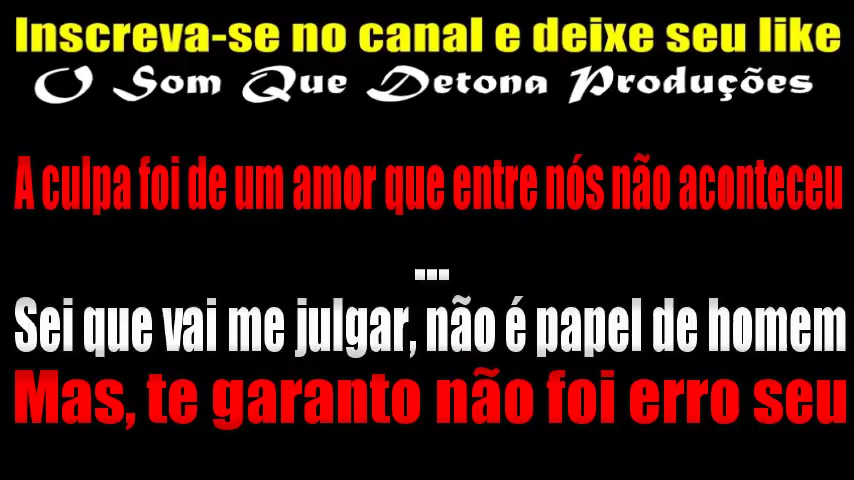 Inscreva-se no canal e deixe seu like
O Som Que Detona Produções
A culpa foi de um amor que entre nós não aconteceu
...
Sei que vai me julgar, não é papel de homem
Mas, te garanto não foi erro seu